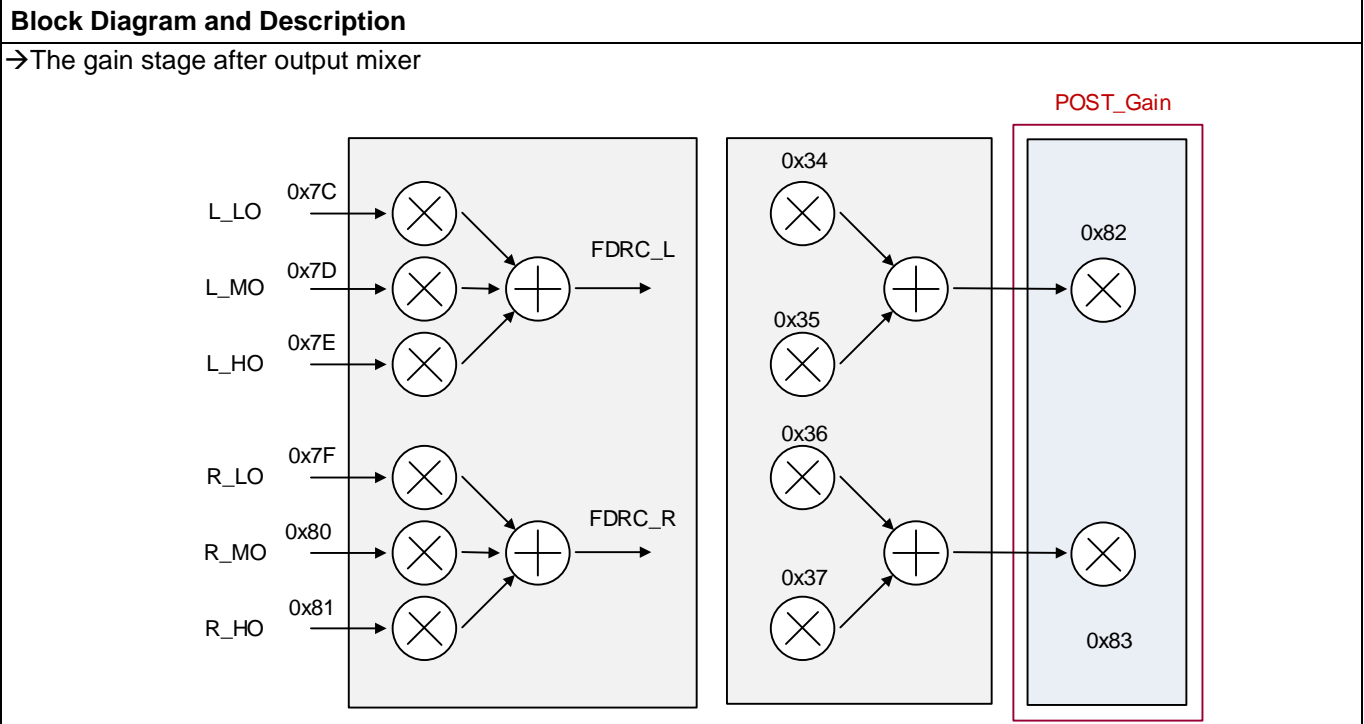 Block Diagram and Description
→The gain stage after output mixer
POST_Gain
0x34
0x7C
L_LO
0x82
FDRC_L
0x7D
L_MO
0x35
0x7E
L_HO
0x36
0x7F
R_LO
FDRC_R
0x80
R_MO
0x37
0x81
R_HO
0x83